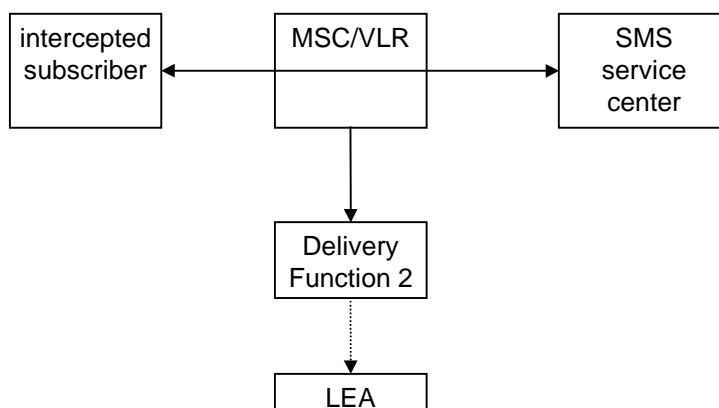 intercepted
subscriber
MSC/VLR
SMS
service
center
Delivery
Function 2
LEA